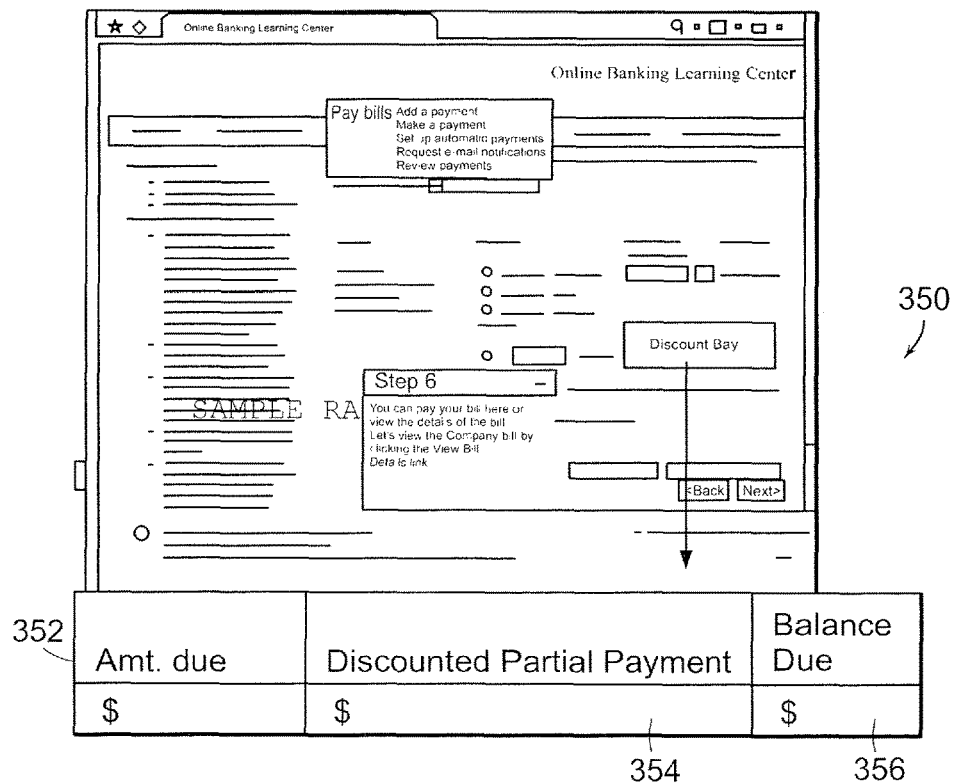 Online Banking Learning Center
Online Banking Learning Center
Pay bills
Add a payment
Make a payment
Set up automatic payments
Request e-mail notifications
Review payments
350
Discount Bay
Step 6
SAMPLE RA
You can pay your bill here or
view the details of the bill
Let's view the Company bill by
clicking the View Bill
Details link
<Back Next>
352
Amt. due
Discounted Partial Payment
Balance
Due
$ $ $
354
356